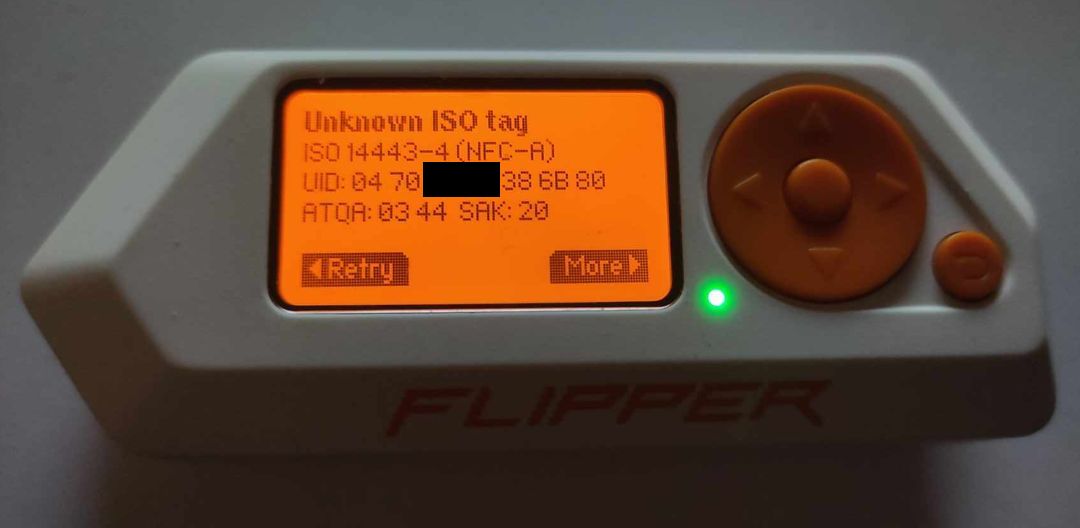 Unknown ISO tag
ISO 14443-4 (NFC-A)
UID: 04 70 38 6B 80
ATQA: 03 44 SAK: 20
Retry
More
FLIPPER